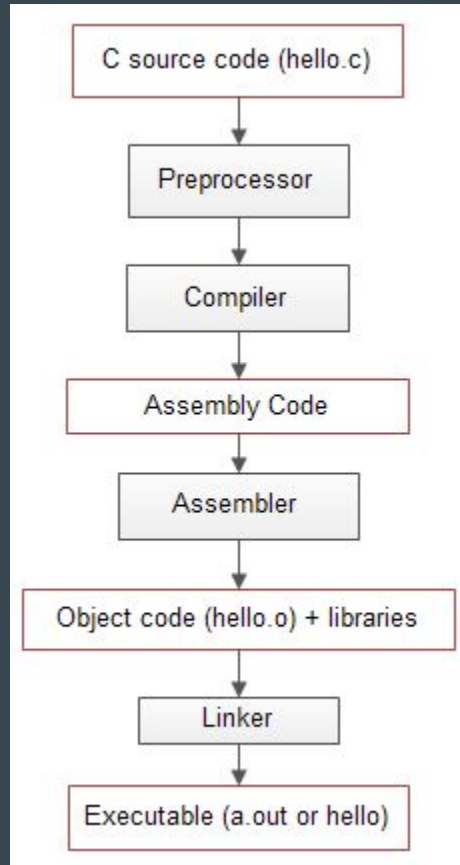 C source code (hello.c)
Preprocessor
Compiler
Assembly Code
Assembler
Object code (hello.o) + libraries
Linker
Executable (a.out or hello)